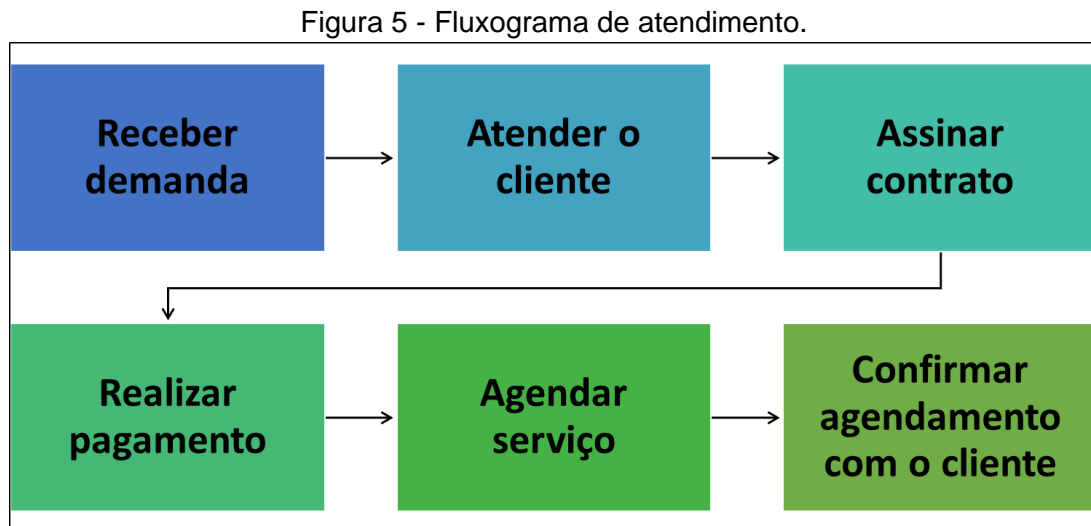 Figura 5 - Fluxograma de atendimento.
Receber
demanda
Atender o
cliente
Assinar
contrato
Realizar
pagamento
Agendar
serviço
Confirmar
agendamento
com o cliente